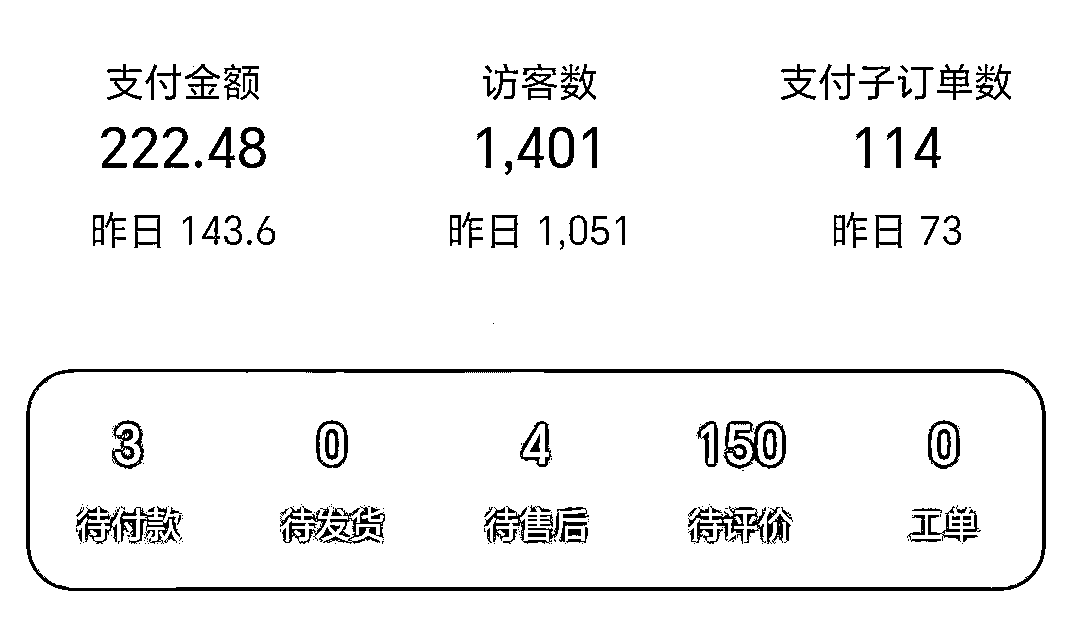 支付金额 访客数 支付子订单数
222.48 1,401 114
昨日 143.6 昨日 1,051 昨日 73
3 0 4 150 0
待付款 待发货 待售后 待评价 工单